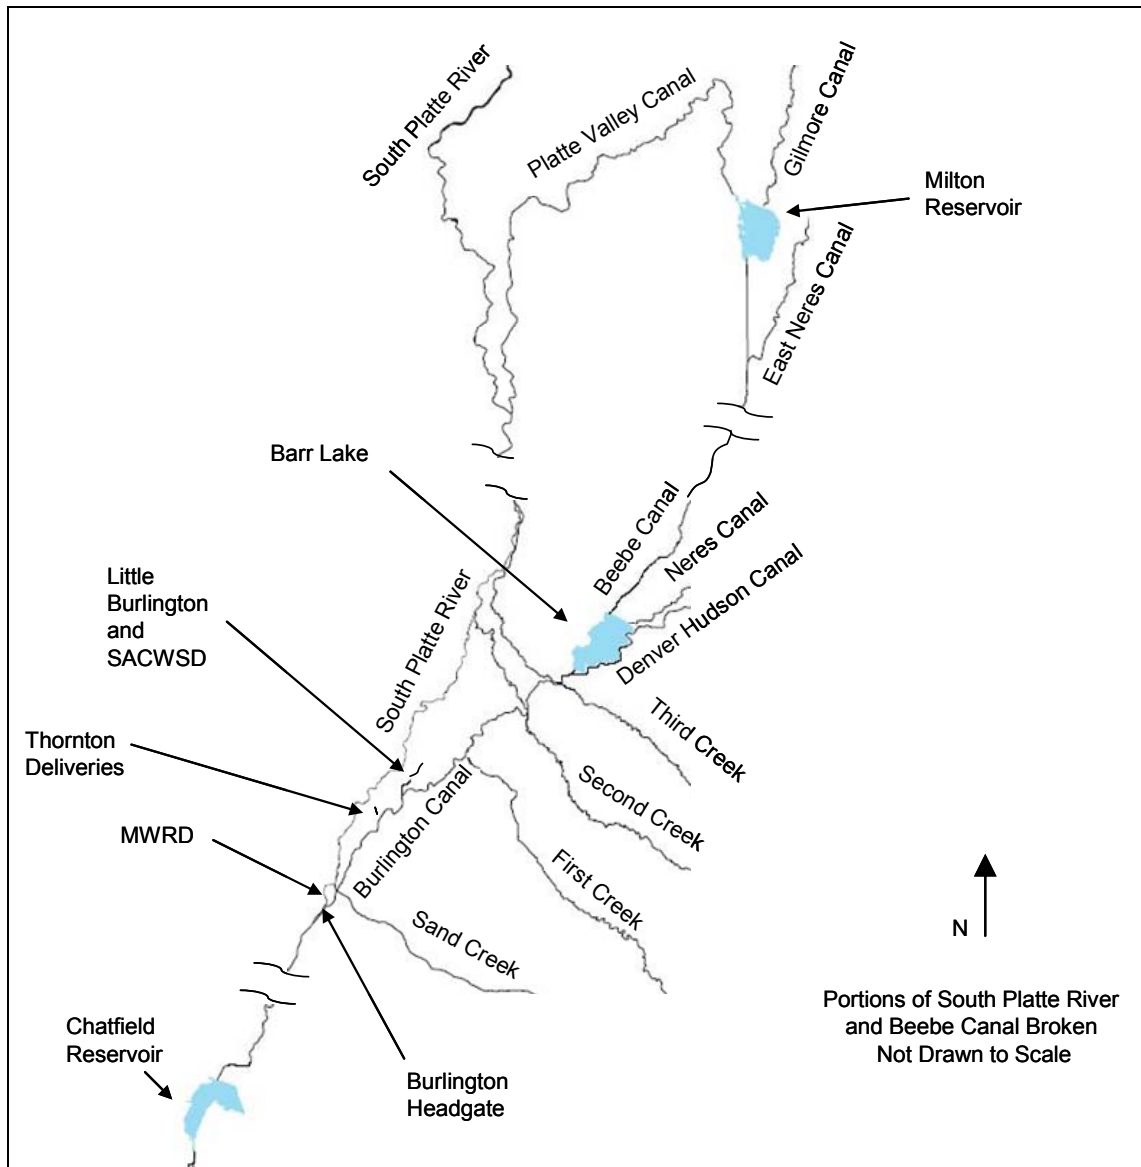 South Platte River
Platte Valley Canal
Gilmore Canal
Milton
Reservoir
East Neres Canal
Barr Lake
Beebe Canal
Neres Canal
Denver Hudson Canal
Little
Burlington
and
SACWSD
South Platte River
Third Creek
Thornton
Deliveries
Second Creek
Burlington Canal
MWRD
First Creek
Sand Creek
N
Portions of South Platte River
and Beebe Canal Broken
Not Drawn to Scale
Chatfield
Reservoir
Burlington
Headgate